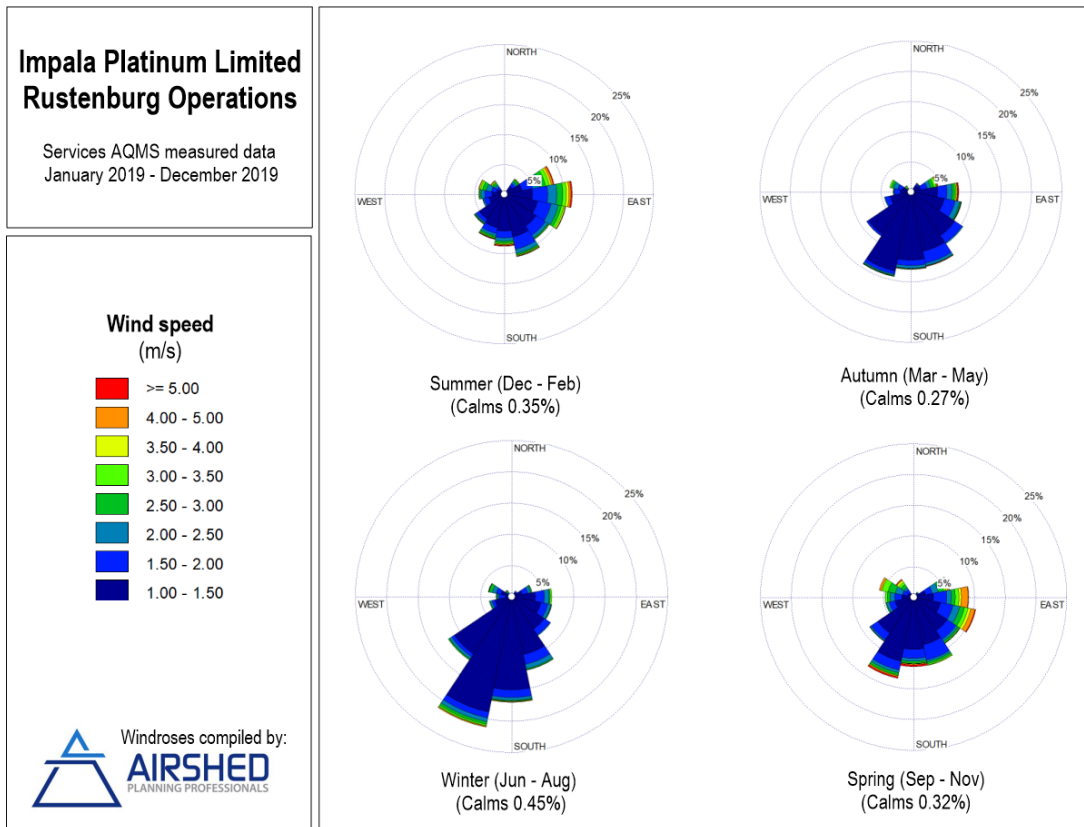 Impala Platinum Limited
Rustenburg Operations
Services AQMS measured data
January 2019 - December 2019
Wind speed
(m/s)
>= 5.00
4.00 - 5.00
3.50 - 4.00
3.00 - 3.50
2.50 - 3.00
2.00 - 2.50
1.50 - 2.00
1.00 - 1.50
Windroses compiled by:
AIRSHED
PLANNING PROFESSIONALS
NORTH
25%
20%
15%
10%
5%
WEST
EAST
SOUTH
Summer (Dec - Feb)
(Calms 0.35%)
NORTH
25%
20%
15%
10%
5%
WEST
EAST
SOUTH
Autumn (Mar - May)
(Calms 0.27%)
NORTH
25%
20%
15%
10%
5%
WEST
EAST
SOUTH
Winter (Jun - Aug)
(Calms 0.45%)
NORTH
25%
20%
15%
10%
5%
WEST
EAST
SOUTH
Spring (Sep - Nov)
(Calms 0.32%)